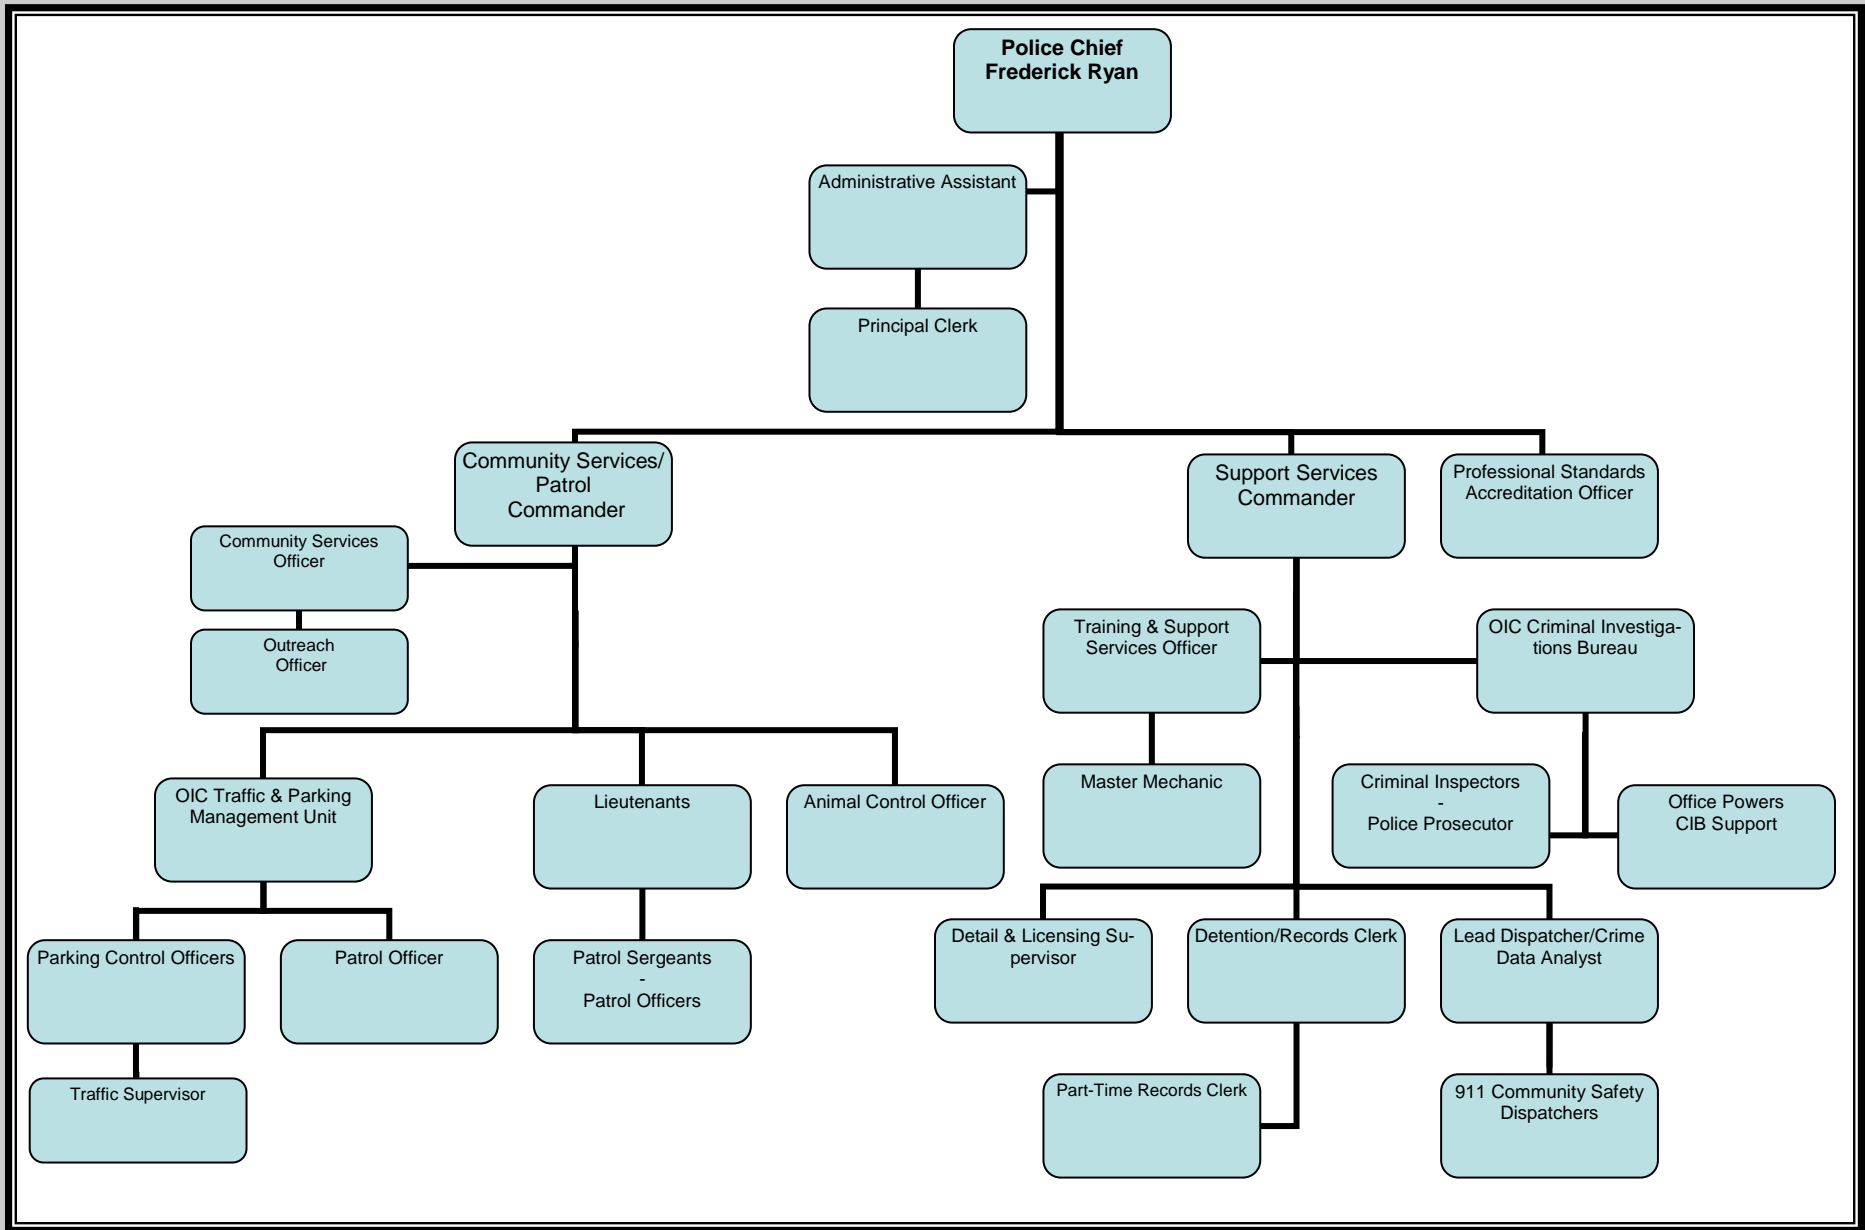 Police Chief
Frederick Ryan
Administrative Assistant
Principal Clerk
Community Services/
Patrol
Commander
Support Services
Commander
Professional Standards
Accreditation Officer
Community Services
Officer
Outreach
Officer
Training & Support
Services Officer
OIC Criminal Investiga-
tions Bureau
OIC Traffic & Parking
Management Unit
Lieutenants
Animal Control Officer
Master Mechanic
Criminal Inspectors
-
Police Prosecutor
Office Powers
CIB Support
Parking Control Officers
Patrol Officer
Patrol Sergeants
-
Patrol Officers
Detail & Licensing Su-
pervisor
Detention/Records Clerk
Lead Dispatcher/Crime
Data Analyst
Traffic Supervisor
Part-Time Records Clerk
911 Community Safety
Dispatchers